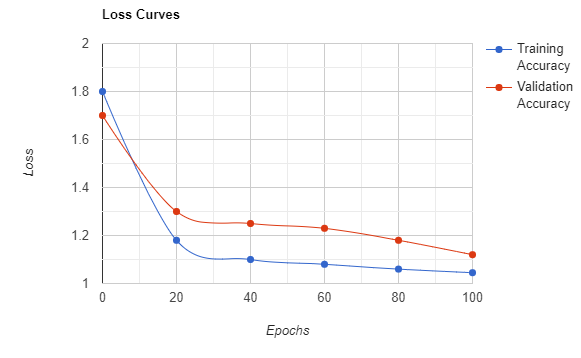 Loss Curves
2
1.8
1.6
1.4
1.2
1
Loss
0
20
40
60
80
100
Epochs
Training
Accuracy
Validation
Accuracy